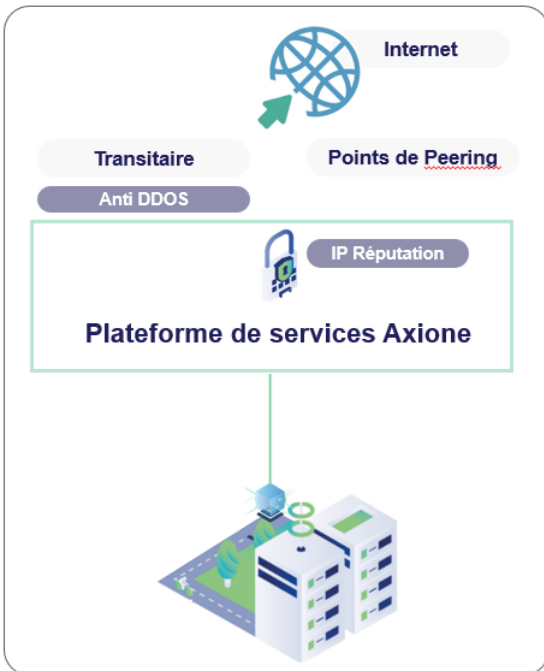 Internet
Transitaire
Points de Peering
Anti DDOS
IP Réputation
Plateforme de services Axione